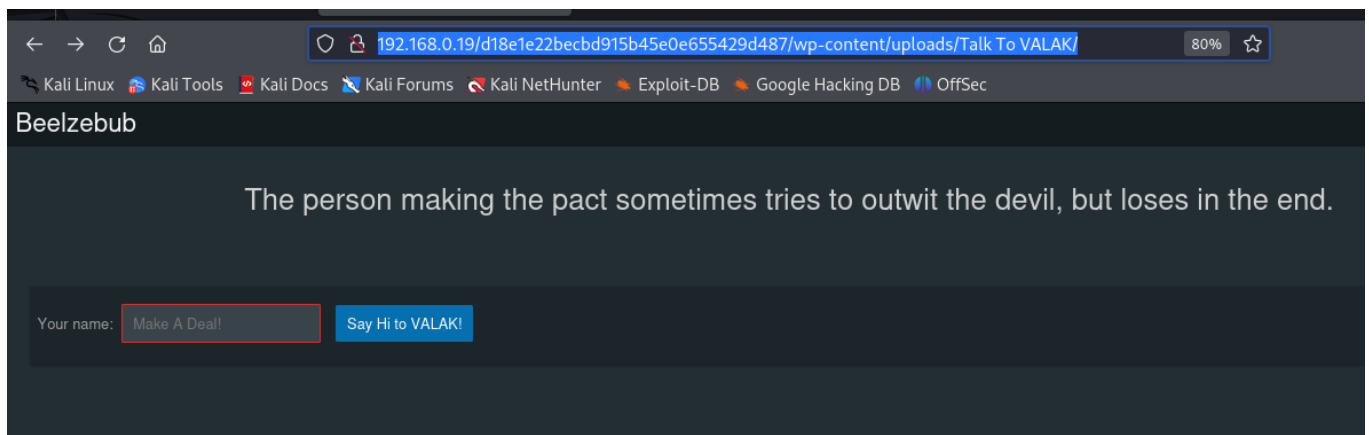 192.168.0.19/d18e1e22becbd915b45e0e655429d487/wp-content/uploads/Talk To VALAK/ 80%
Kali Linux Kali Tools Kali Docs Kali Forums Kali NetHunter Exploit-DB Google Hacking DB OffSec
Beelzebub
The person making the pact sometimes tries to outwit the devil, but loses in the end.
Your name: Make A Deal! Say Hi to VALAK!